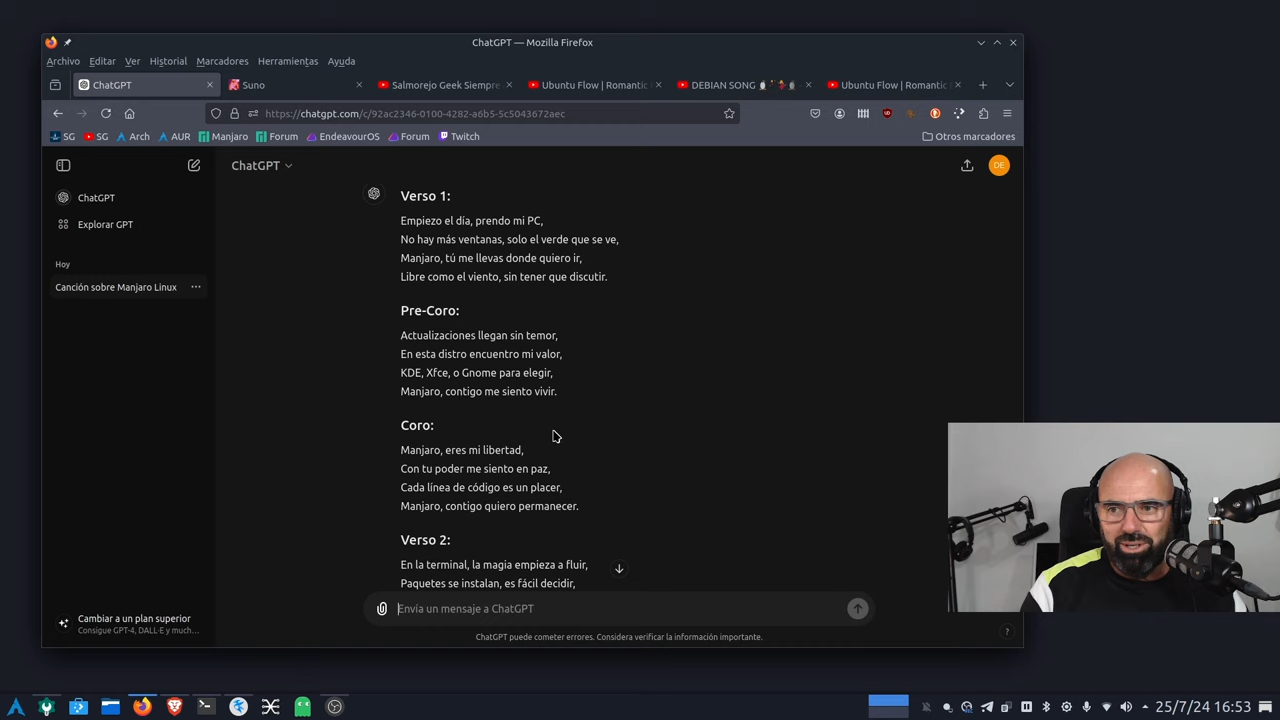 ChatGPT — Mozilla Firefox
Archivo Editar Ver Historial Marcadores Herramientas Ayuda
ChatGPT Suno Salmorejo Geek Siempre Ubuntu Flow | Romantic DEBIAN SONG Ubuntu Flow | Romantic
https://chatgpt.com/c/92ac2346-0100-4282-a6b5-5c5043672aec
SG SG Arch AUR Manjaro Forum EndeavourOS Forum Twitch Otros marcadores
ChatGPT DE
ChatGPT
Explorar GPT
Hoy
Canción sobre Manjaro Linux
Verso 1:
Empiezo el día, prendo mi PC,
No hay más ventanas, solo el verde que se ve,
Manjaro, tú me llevas donde quiero ir,
Libre como el viento, sin tener que discutir.
Pre-Coro:
Actualizaciones llegan sin temor,
En esta distro encuentro mi valor,
KDE, Xfce, o Gnome para elegir,
Manjaro, contigo me siento vivir.
Coro:
Manjaro, eres mi libertad,
Con tu poder me siento en paz,
Cada línea de código es un placer,
Manjaro, contigo quiero permanecer.
Verso 2:
En la terminal, la magia empieza a fluir,
Paquetes se instalan, es fácil decidir,
Envía un mensaje a ChatGPT
ChatGPT puede cometer errores. Considera verificar la información importante.
?
Cambiar a un plan superior
Consigue GPT-4, DALL·E y much...
25/7/24 16:53